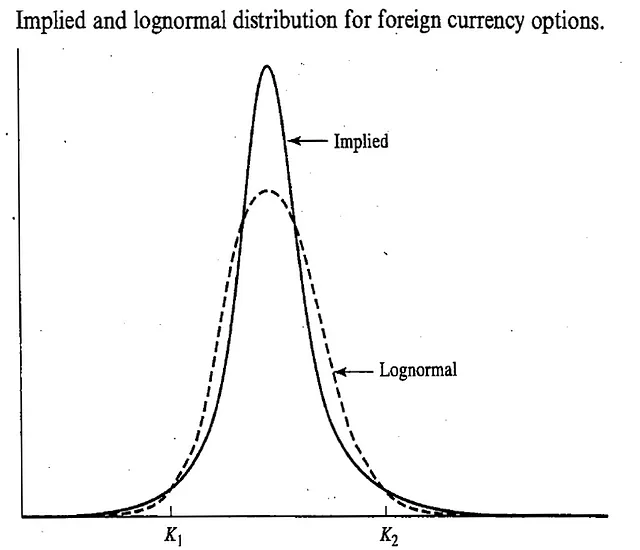 Implied and lognormal distribution for foreign currency options.
Implied
Lognormal
K1 K2